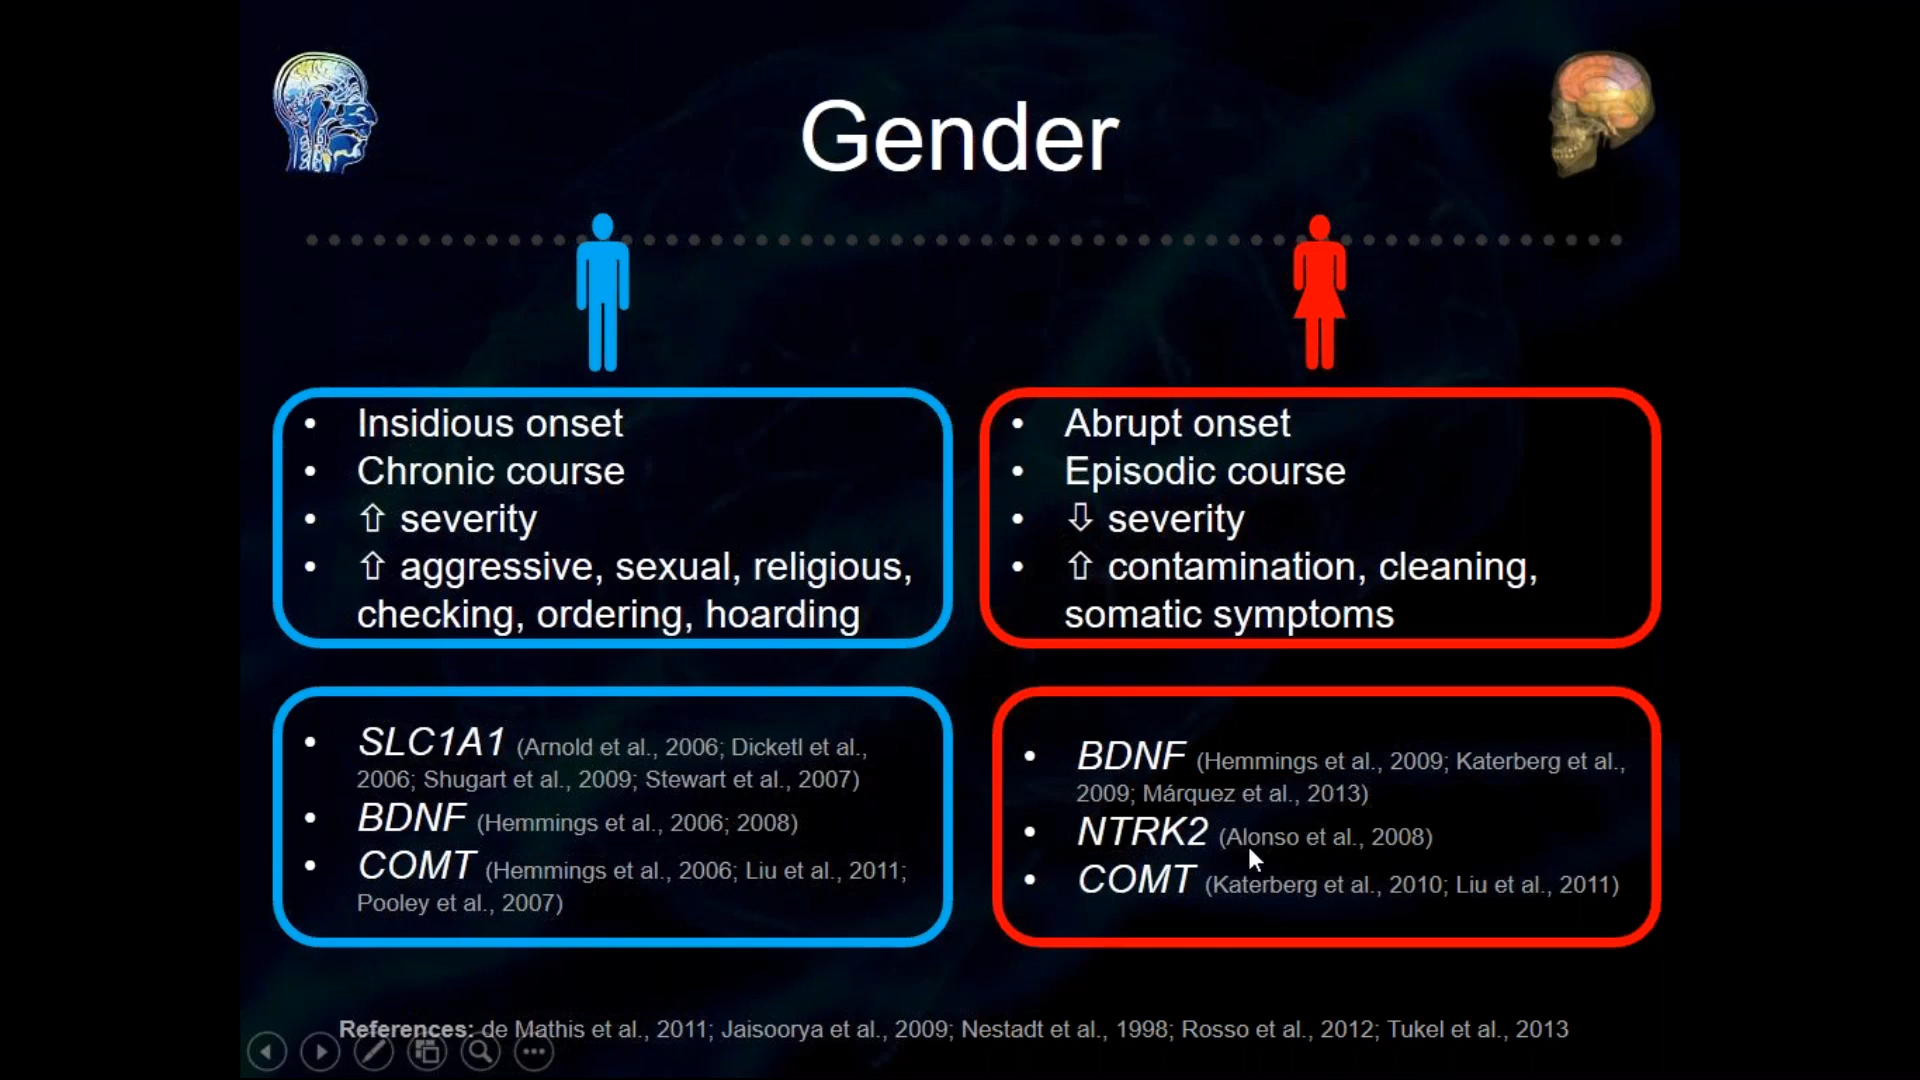 Gender
• Insidious onset
• Chronic course
• ⇧ severity
• ⇧ aggressive, sexual, religious,
checking, ordering, hoarding
• Abrupt onset
• Episodic course
• ⇩ severity
• ⇧ contamination, cleaning,
somatic symptoms
• SLC1A1 (Arnold et al., 2006; Dicketl et al.,
2006; Shugart et al., 2009; Stewart et al., 2007)
• BDNF (Hemmings et al., 2006; 2008)
• COMT (Hemmings et al., 2006; Liu et al., 2011;
Pooley et al., 2007)
• BDNF (Hemmings et al., 2009; Katerberg et al.,
2009; Márquez et al., 2013)
• NTRK2 (Alonso et al., 2008)
• COMT (Katerberg et al., 2010; Liu et al., 2011)
References: de Mathis et al., 2011; Jaisoorya et al., 2009; Nestadt et al., 1998; Rosso et al., 2012; Tukel et al., 2013